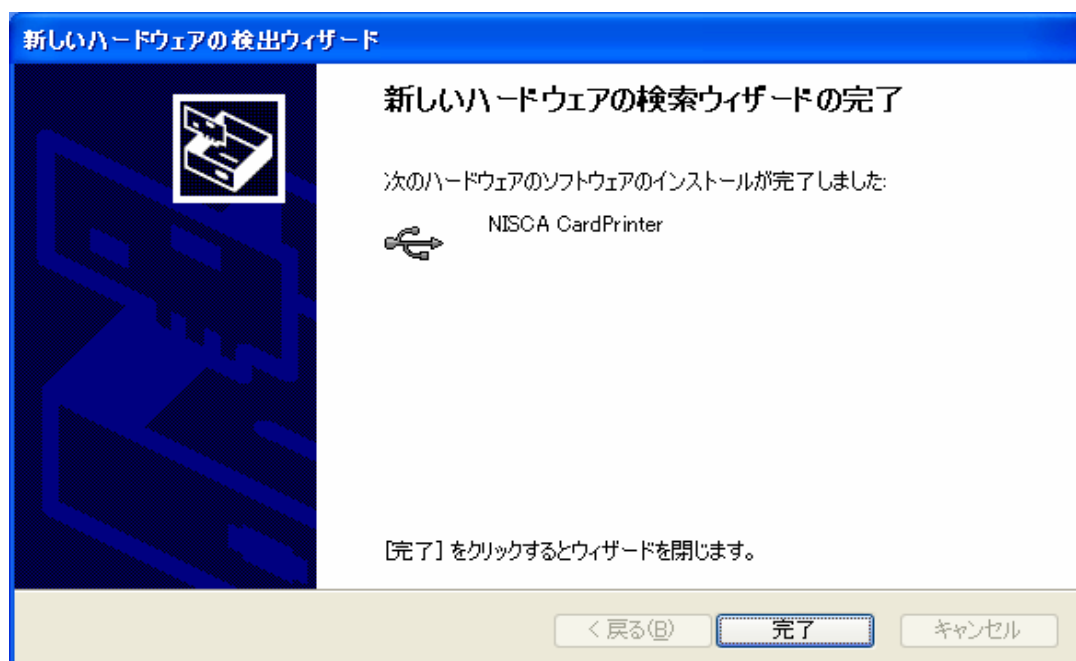 新しいハードウェアの検出ウィザード
新しいハードウェアの検索ウィザードの完了
次のハードウェアのソフトウェアのインストールが完了しました:
NISCA CardPrinter
[完了] をクリックするとウィザードを閉じます。
< 戻る(B)
完了
キャンセル